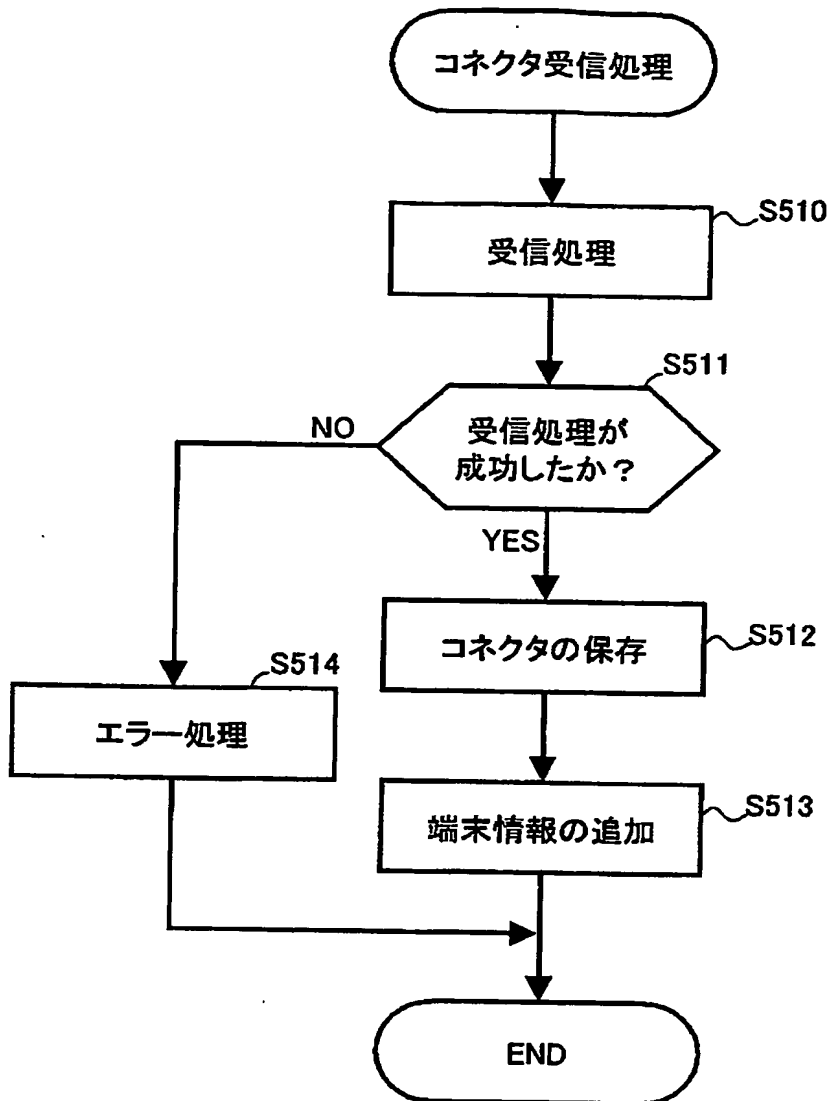 コネクタ受信処理
S510
受信処理
S511
受信処理が
成功したか？
NO
YES
S512
コネクタの保存
S514
エラー処理
S513
端末情報の追加
END